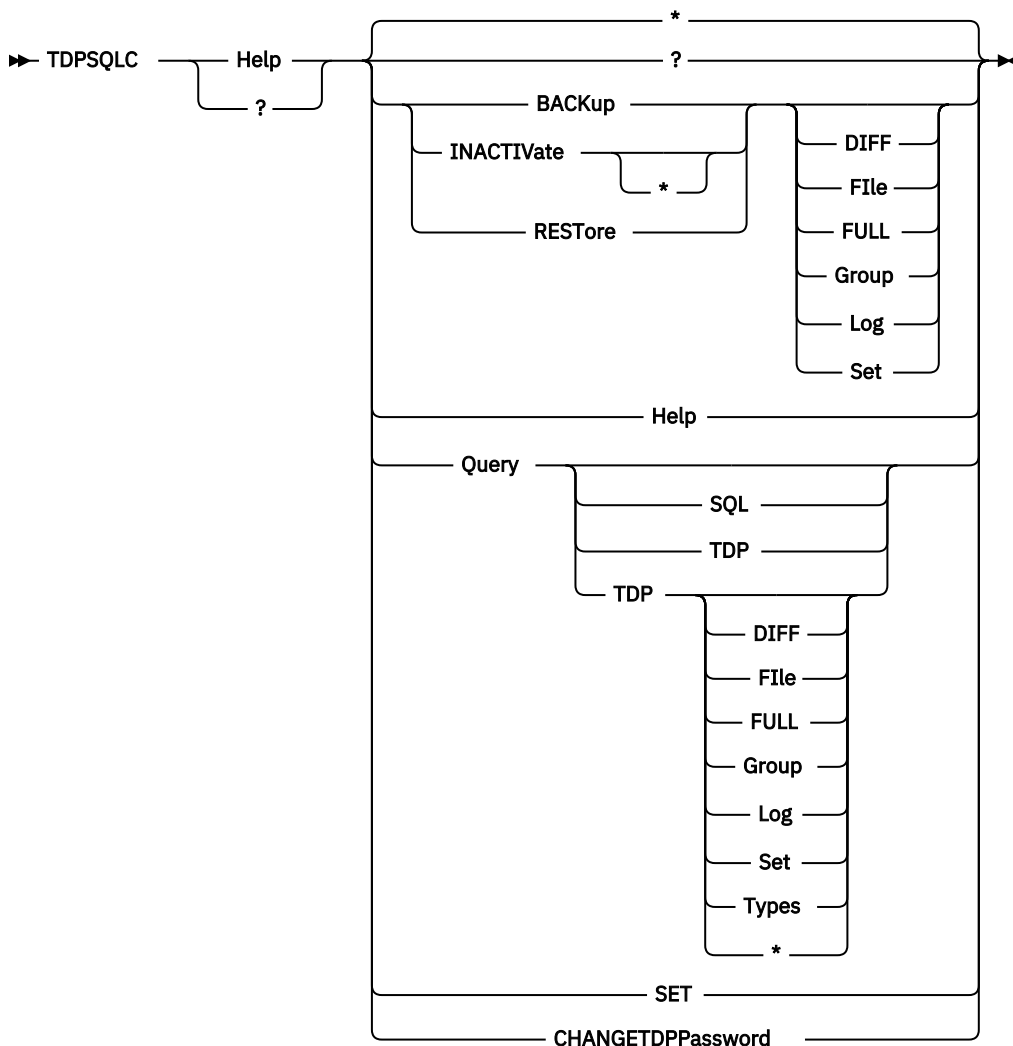 *
TDPSQLC Help ?
?
BACKup
DIFF
INACTIVate
FIle
*
RESTore
FULL
Group
Log
Set
Help
Query
SQL
TDP
TDP
DIFF
FIle
FULL
Group
Log
Set
Types
*
SET
CHANGETDPPassword